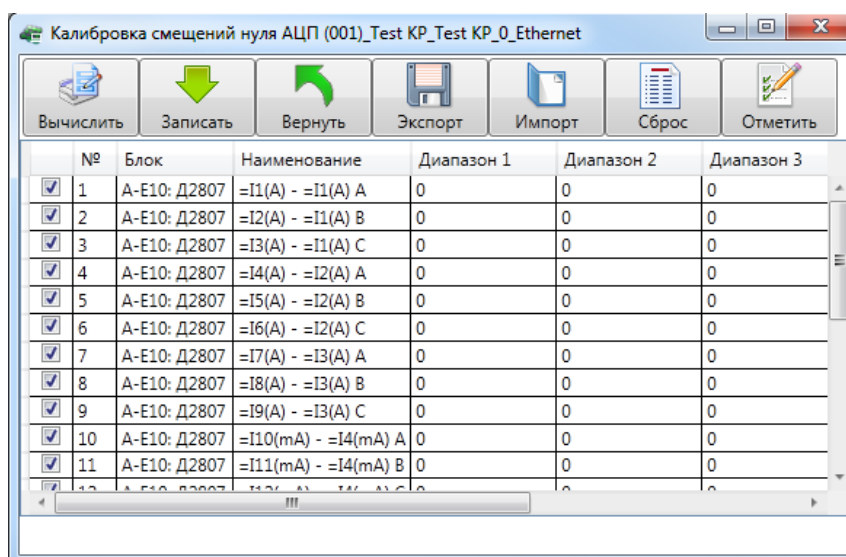 Калибровка смещений нуля АЦП (001)_Test KP_Test KP_0_Ethernet
Вычислить Записать Вернуть Экспорт Импорт Сброс Отметить
№ Блок Наименование Диапазон 1 Диапазон 2 Диапазон 3
1 A-E10: Д2807 =I1(A) - =I1(A) A 0 0 0
2 A-E10: Д2807 =I2(A) - =I1(A) B 0 0 0
3 A-E10: Д2807 =I3(A) - =I1(A) C 0 0 0
4 A-E10: Д2807 =I4(A) - =I2(A) A 0 0 0
5 A-E10: Д2807 =I5(A) - =I2(A) B 0 0 0
6 A-E10: Д2807 =I6(A) - =I2(A) C 0 0 0
7 A-E10: Д2807 =I7(A) - =I3(A) A 0 0 0
8 A-E10: Д2807 =I8(A) - =I3(A) B 0 0 0
9 A-E10: Д2807 =I9(A) - =I3(A) C 0 0 0
10 A-E10: Д2807 =I10(mA) - =I4(mA) A 0 0 0
11 A-E10: Д2807 =I11(mA) - =I4(mA) B 0 0 0